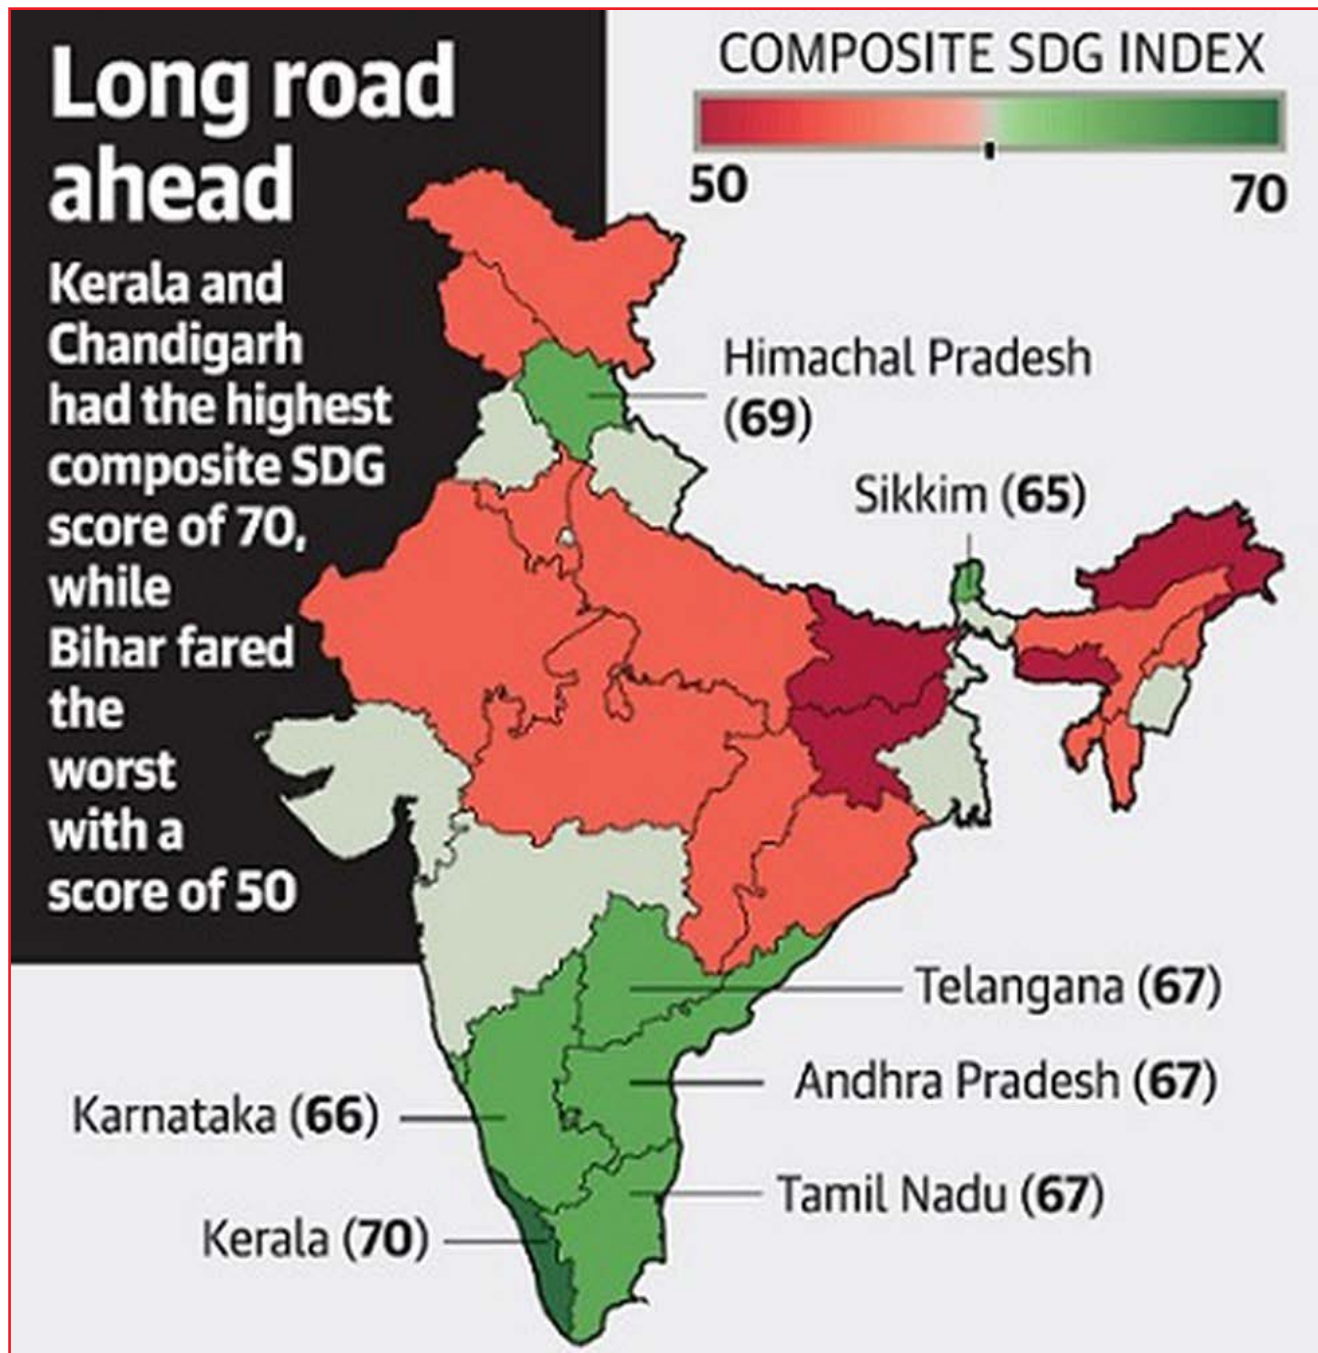 Long road
ahead
Kerala and
Chandigarh
had the highest
composite SDG
score of 70,
while
Bihar fared
the
worst
with a
score of 50
COMPOSITE SDG INDEX
50
70
Himachal Pradesh
(69)
Sikkim (65)
Telangana (67)
Andhra Pradesh (67)
Karnataka (66)
Tamil Nadu (67)
Kerala (70)